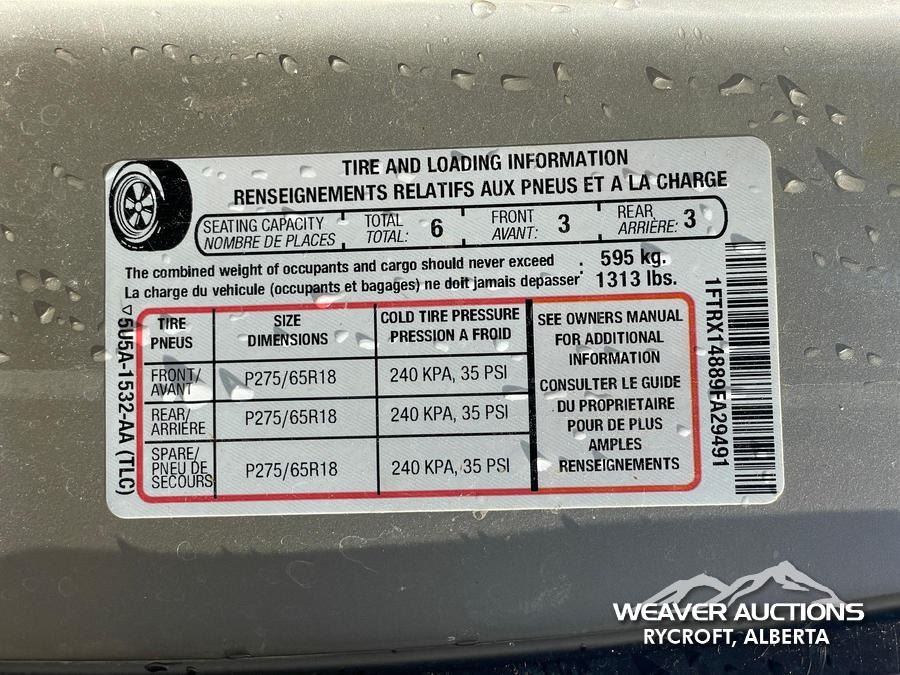 TIRE AND LOADING INFORMATION
RENSEIGNEMENTS RELATIFS AUX PNEUS ET A LA CHARGE
SEATING CAPACITY TOTAL FRONT REAR
NOMBRE DE PLACES TOTAL: 6 AVANT: 3 ARRIÈRE: 3
The combined weight of occupants and cargo should never exceed : 595 kg.
La charge du vehicule (occupants et bagages) ne doit jamais depasser 1313 lbs.
TIRE SIZE COLD TIRE PRESSURE
PNEUS DIMENSIONS PRESSION A FROID
FRONT/
AVANT P275/65R18 240 KPA, 35 PSI
REAR/
ARRIÈRE P275/65R18 240 KPA, 35 PSI
SPARE/
PNEU DE
SECOURS P275/65R18 240 KPA, 35 PSI
SEE OWNERS MANUAL
FOR ADDITIONAL
INFORMATION
CONSULTER LE GUIDE
DU PROPRIETAIRE
POUR DE PLUS
AMPLES
RENSEIGNEMENTS
5U5A-1532-AA (TLC)
1FTRX14889FA29491
WEAVER AUCTIONS
RYCROFT, ALBERTA